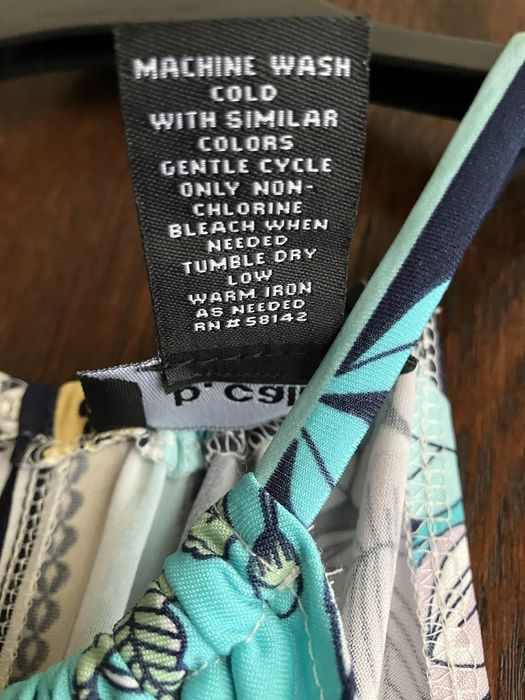 MACHINE WASH
COLD
WITH SIMILAR
COLORS
GENTLE CYCLE
ONLY NON-
CHLORINE
BLEACH WHEN
NEEDED
TUMBLE DRY
LOW
WARM IRON
AS NEEDED
RN#58142